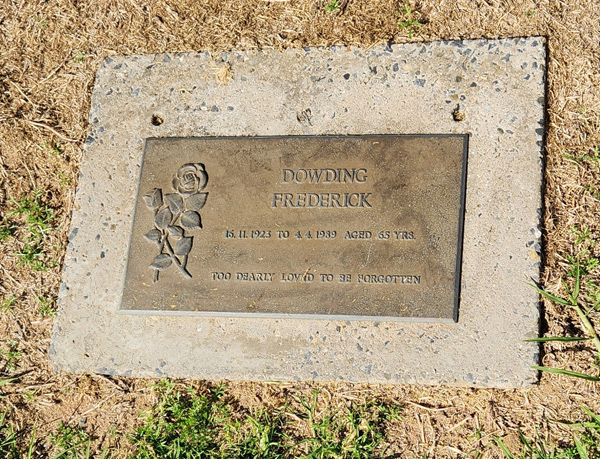 DOWDING
FREDERICK
15.11.1923 TO 4.4.1989 AGED 65 YRS.
TOO DEARLY LOV'D TO BE FORGOTTEN